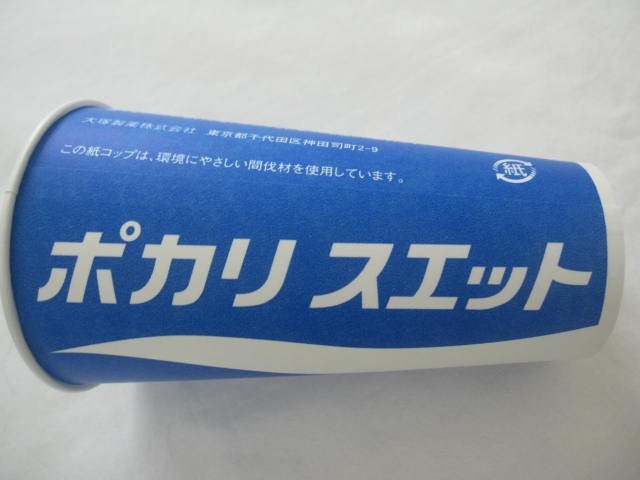 大塚製薬株式会社 東京都千代田区神田司町2-9
この紙コップは、環境にやさしい間伐材を使用しています。
紙
ポカリスエット